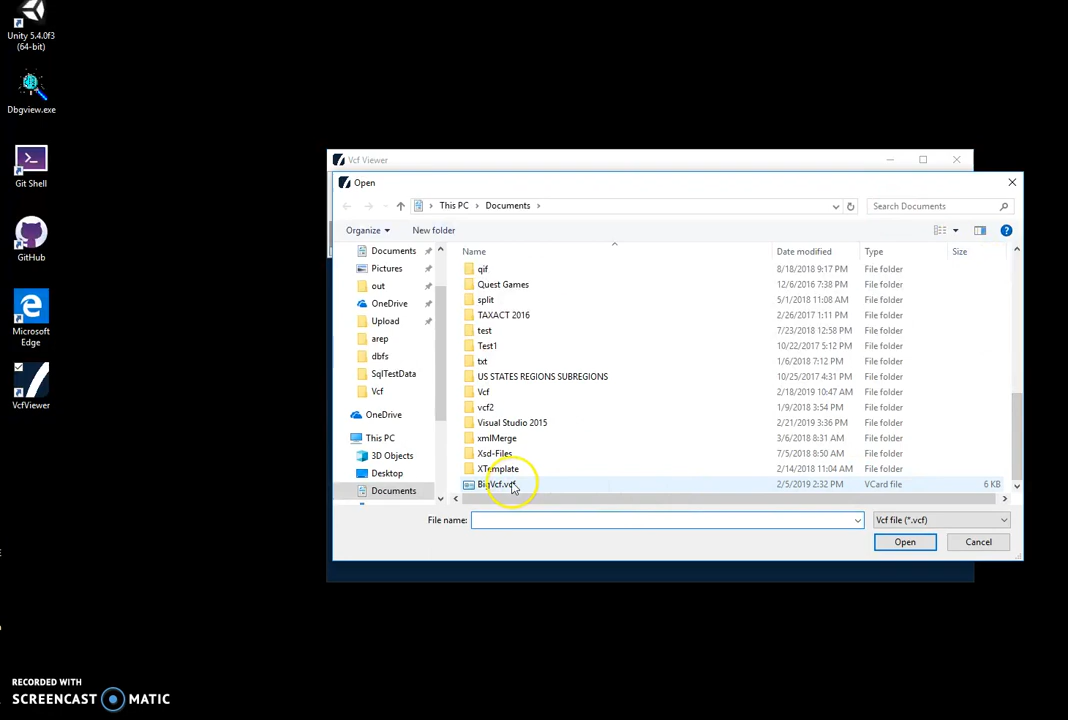 Unity 5.4.0f3
(64-bit)
Dbgview.exe
Git Shell
GitHub
Microsoft
Edge
VcfViewer
Vcf Viewer
Open
This PC > Documents >
Search Documents
Organize
New folder
Documents
Pictures
out
OneDrive
Upload
arep
dbfs
SqlTestData
Vcf
OneDrive
This PC
3D Objects
Desktop
Documents
Name Date modified Type Size
qif 8/18/2018 9:17 PM File folder
Quest Games 12/6/2016 7:38 PM File folder
split 5/1/2018 11:08 AM File folder
TAXACT 2016 2/26/2017 1:11 PM File folder
test 7/23/2018 12:58 PM File folder
Test1 10/22/2017 5:12 PM File folder
txt 1/6/2018 7:12 PM File folder
US STATES REGIONS SUBREGIONS 10/25/2017 4:31 PM File folder
Vcf 2/18/2019 10:47 AM File folder
vcf2 1/9/2018 3:54 PM File folder
Visual Studio 2015 2/21/2019 3:36 PM File folder
xmlMerge 3/6/2018 8:31 AM File folder
Xsd-Files 7/5/2018 8:50 AM File folder
XTemplate 2/14/2018 11:04 AM File folder
BigVcf.vcf 2/5/2019 2:32 PM VCard file 6 KB
File name:
Vcf file (*.vcf)
Open
Cancel
RECORDED WITH
SCREENCAST MATIC